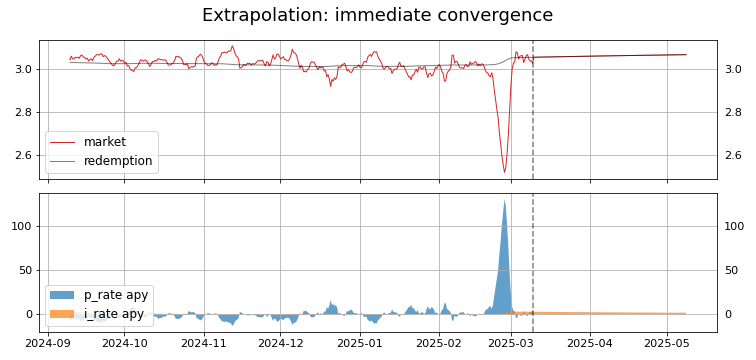 Extrapolation: immediate convergence
3.0
2.8
2.6
3.0
2.8
2.6
market
redemption
100
50
0
100
50
0
p_rate apy
i_rate apy
2024-09 2024-10 2024-11 2024-12 2025-01 2025-02 2025-03 2025-04 2025-05